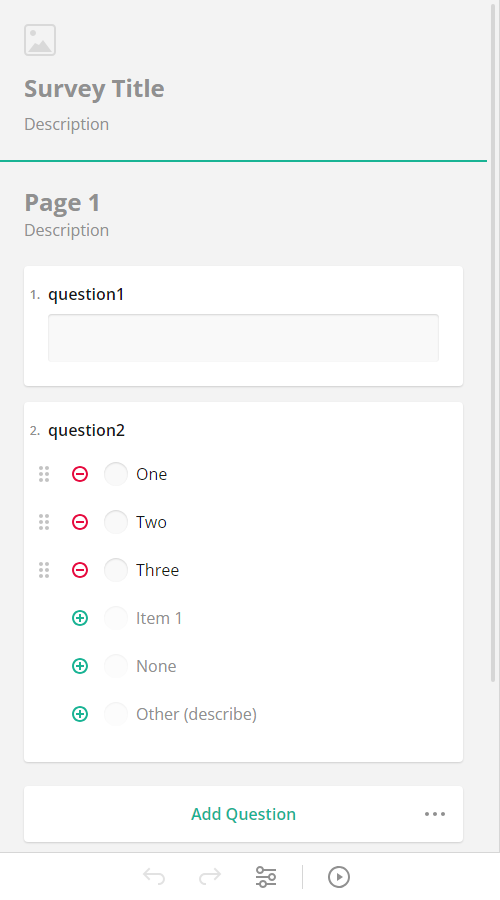 Survey Title
Description
Page 1
Description
1. question1
2. question2
One
Two
Three
Item 1
None
Other (describe)
Add Question